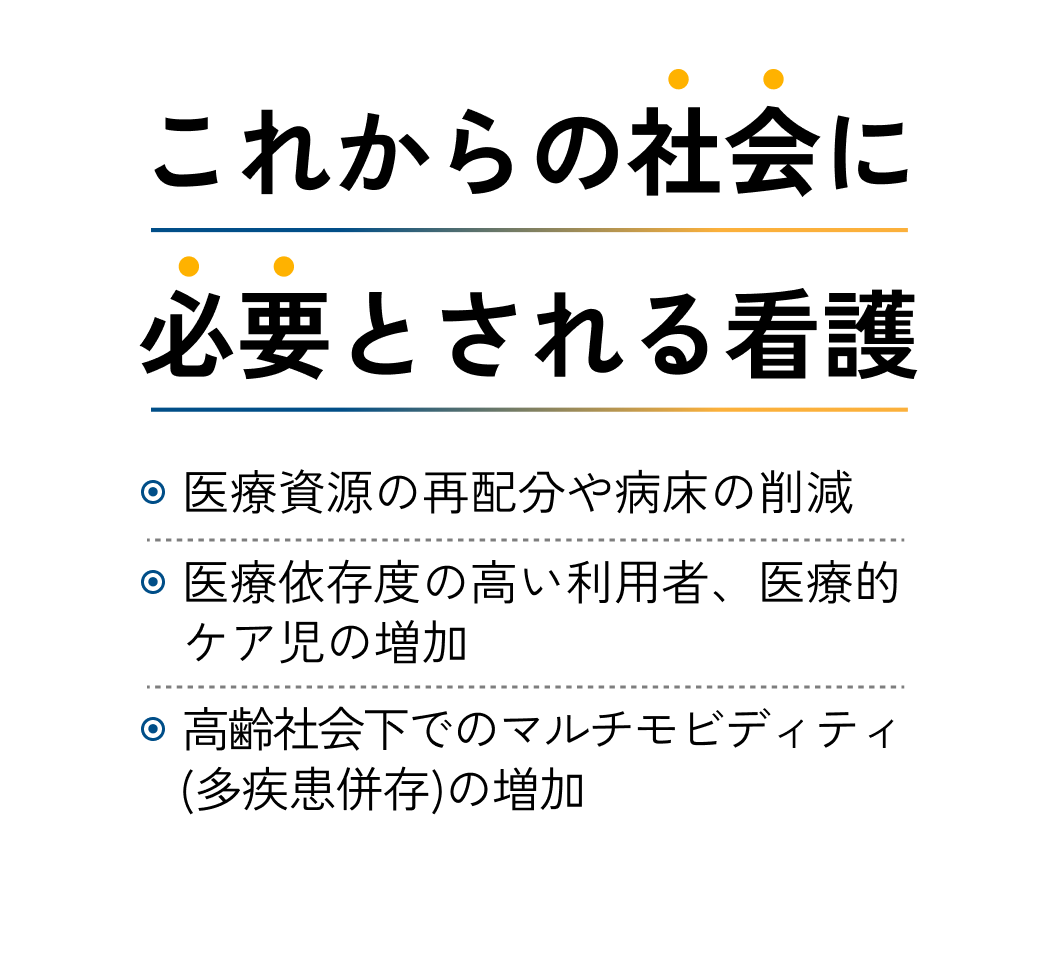 これからの社会に
必要とされる看護
医療資源の再配分や病床の削減
医療依存度の高い利用者、医療的
ケア児の増加
高齢社会下でのマルチモビディティ
(多疾患併存)の増加